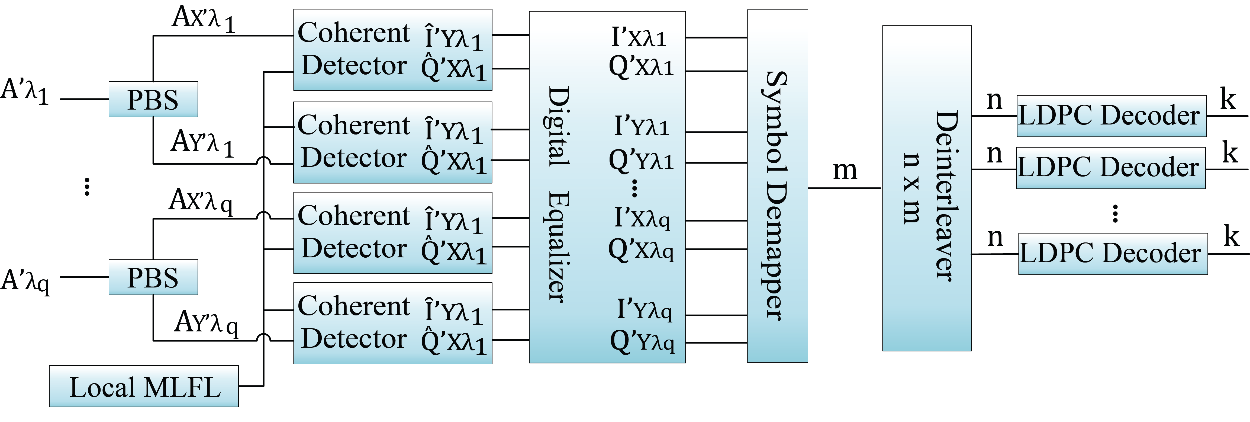 A'λ1
PBS
AX'λ1
AY'λ1
...
A'λq
PBS
AX'λq
AY'λq
Local MLFL
Coherent Î'Yλ1
Detector Q̂'Xλ1
Coherent Î'Yλ1
Detector Q̂'Xλ1
Coherent Î'Yλ1
Detector Q̂'Xλ1
Coherent Î'Yλ1
Detector Q̂'Xλ1
Digital Equalizer
I'Xλ1
Q'Xλ1
I'Yλ1
Q'Yλ1
...
I'Xλq
Q'Xλq
I'Yλq
Q'Yλq
Symbol Demapper
m
Deinterleaver
n x m
n LDPC Decoder k
n LDPC Decoder k
...
n LDPC Decoder k